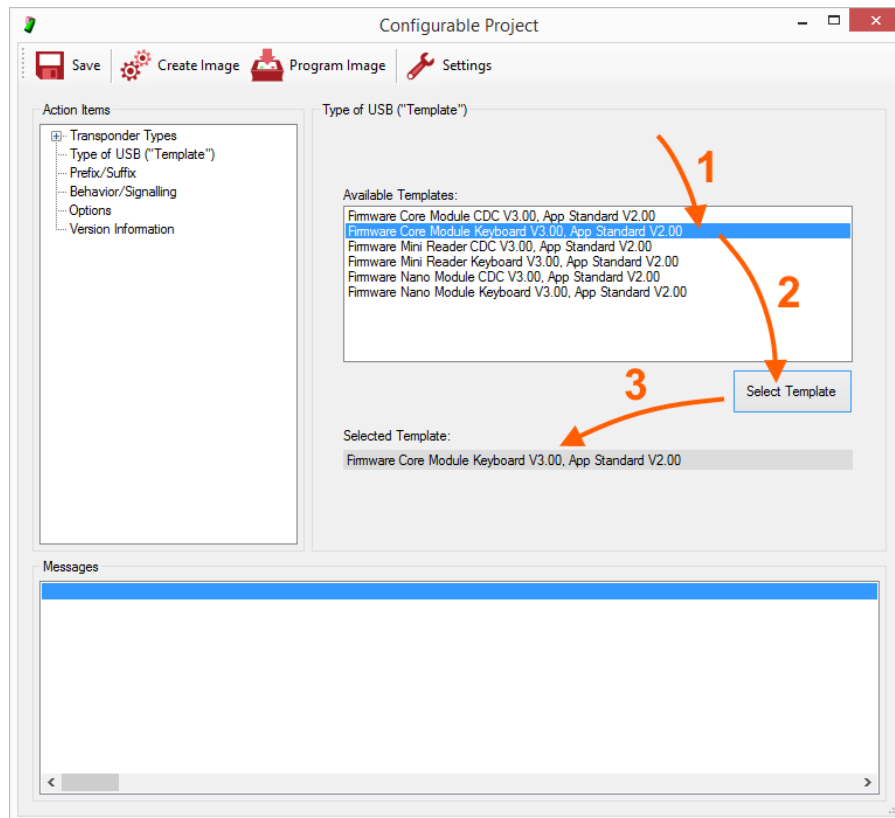 Configurable Project
Save Create Image Program Image Settings
Action Items
Transponder Types
Type of USB ("Template")
Prefix/Suffix
Behavior/Signalling
Options
Version Information
Type of USB ("Template")
1
Available Templates:
Firmware Core Module CDC V3.00, App Standard V2.00
Firmware Core Module Keyboard V3.00, App Standard V2.00
Firmware Mini Reader CDC V3.00, App Standard V2.00
Firmware Mini Reader Keyboard V3.00, App Standard V2.00
Firmware Nano Module CDC V3.00, App Standard V2.00
Firmware Nano Module Keyboard V3.00, App Standard V2.00
2
3
Select Template
Selected Template:
Firmware Core Module Keyboard V3.00, App Standard V2.00
Messages